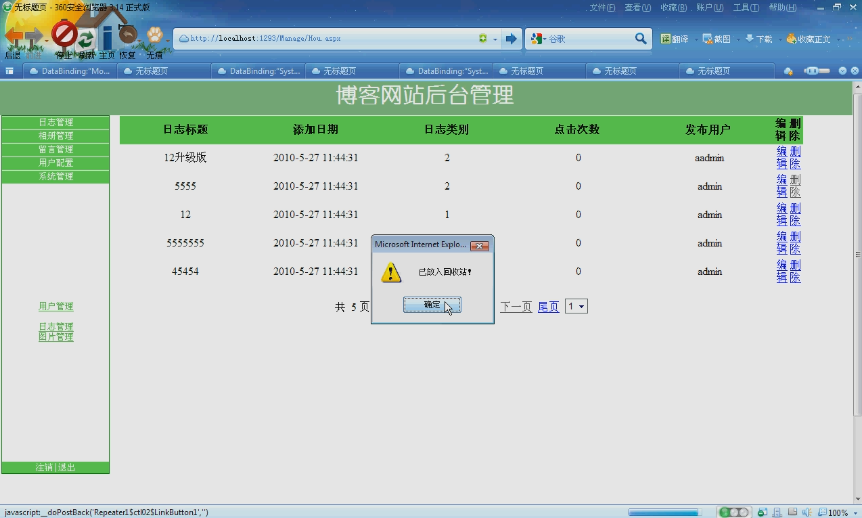 无标题页 - 360安全浏览器 3.14 正式版
文件(F) 查看(V) 收藏(B) 账户(U) 工具(T) 帮助(H)
http://localhost:1293/Manage/Hou.aspx
谷歌
翻译 截图 下载 收藏正文
后退 停止 刷新 主页 恢复 无痕
DataBinding:"Mo... 无标题页 DataBinding:"Syst... 无标题页 DataBinding:"Syst... 无标题页 无标题页 无标题页
博客网站后台管理
日志管理
相册管理
留言管理
用户配置
系统管理
用户管理
日志管理
图片管理
注销|退出
日志标题 添加日期 日志类别 点击次数 发布用户 编辑 删除
12升级版 2010-5-27 11:44:31 2 0 aadmin 编辑 删除
5555 2010-5-27 11:44:31 2 0 admin 编辑 删除
12 2010-5-27 11:44:31 1 0 admin 编辑 删除
5555555 2010-5-27 11:44:31 0 admin 编辑 删除
45454 2010-5-27 11:44:31 0 admin 编辑 删除
共 5 页 下一页 尾页 1
Microsoft Internet Explo...
已放入回收站!
确定
javascript:__doPostBack('Repeater1$ctl02$LinkButton1','')
100%